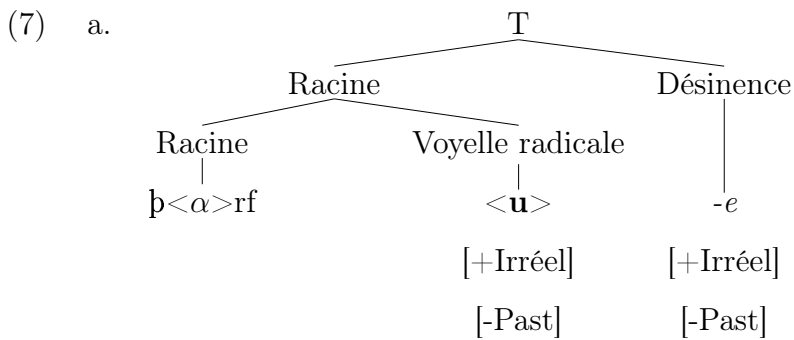 (7) a. T
Racine Désinence
Racine Voyelle radicale
þ<α>rf <u> -e
[+Irréel] [+Irréel]
[-Past] [-Past]